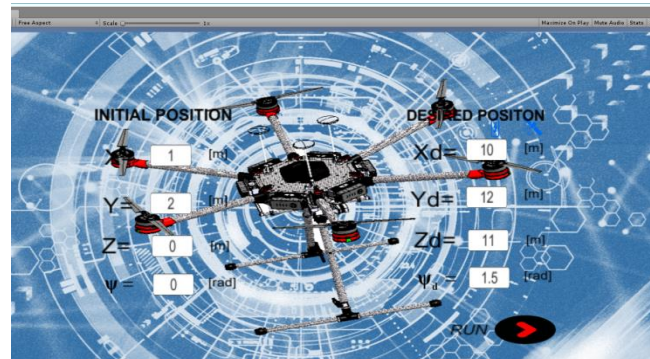 Free Aspect Scale 1x Maximize On Play Mute Audio Stats
INITIAL POSITION DESIRED POSITON
X= 1 [m] Xd= 10 [m]
Y= 2 [m] Yd= 12 [m]
Z= 0 [m] Zd= 11 [m]
ψ= 0 [rad] ψd= 1.5 [rad]
RUN